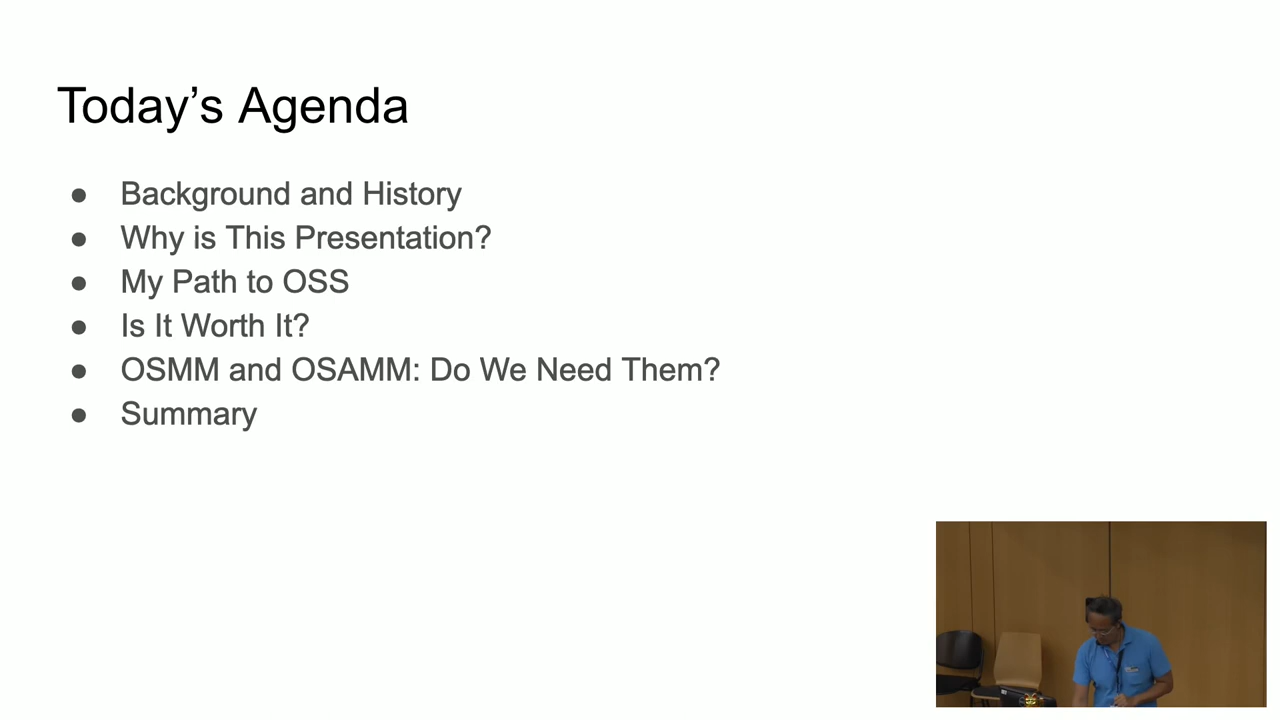 Today’s Agenda
● Background and History
● Why is This Presentation?
● My Path to OSS
● Is It Worth It?
● OSMM and OSAMM: Do We Need Them?
● Summary